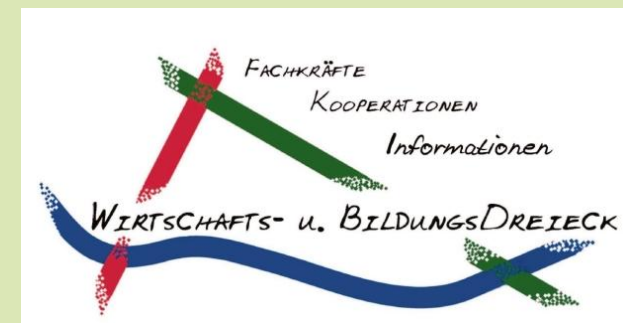 FACHKRÄFTE
KOOPERATIONEN
Informationen
WIRTSCHAFTS- u. BILDUNGSDREIECK